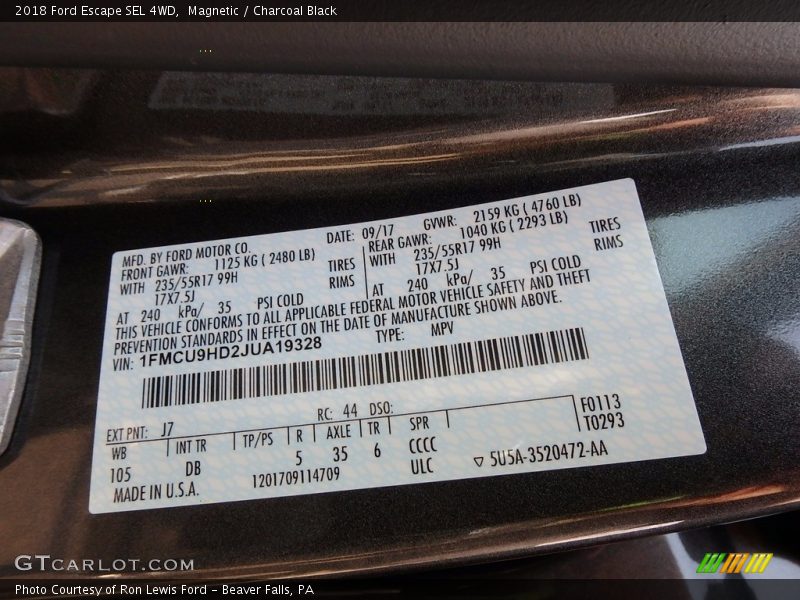 2018 Ford Escape SEL 4WD,  Magnetic / Charcoal Black
MFD. BY FORD MOTOR CO.
DATE: 09/17 GVWR: 2159 KG ( 4760 LB)
FRONT GAWR: 1125 KG ( 2480 LB) REAR GAWR: 1040 KG ( 2293 LB)
WITH 235/55R17 99H TIRES WITH 235/55R17 99H TIRES
17X7.5J RIMS 17X7.5J RIMS
AT 240 kPa/ 35 PSI COLD AT 240 kPa/ 35 PSI COLD
THIS VEHICLE CONFORMS TO ALL APPLICABLE FEDERAL MOTOR VEHICLE SAFETY AND THEFT
PREVENTION STANDARDS IN EFFECT ON THE DATE OF MANUFACTURE SHOWN ABOVE.
VIN: 1FMCU9HD2JUA19328 TYPE: MPV
EXT PNT: J7 RC: 44 DSO: F0113
WB INT TR TP/PS R AXLE TR SPR T0293
105 DB 5 35 6 CCCC
MADE IN U.S.A. 1201709114709 ULC ▽ 5U5A-3520472-AA
GTCARLOT.COM
Photo Courtesy of Ron Lewis Ford - Beaver Falls, PA